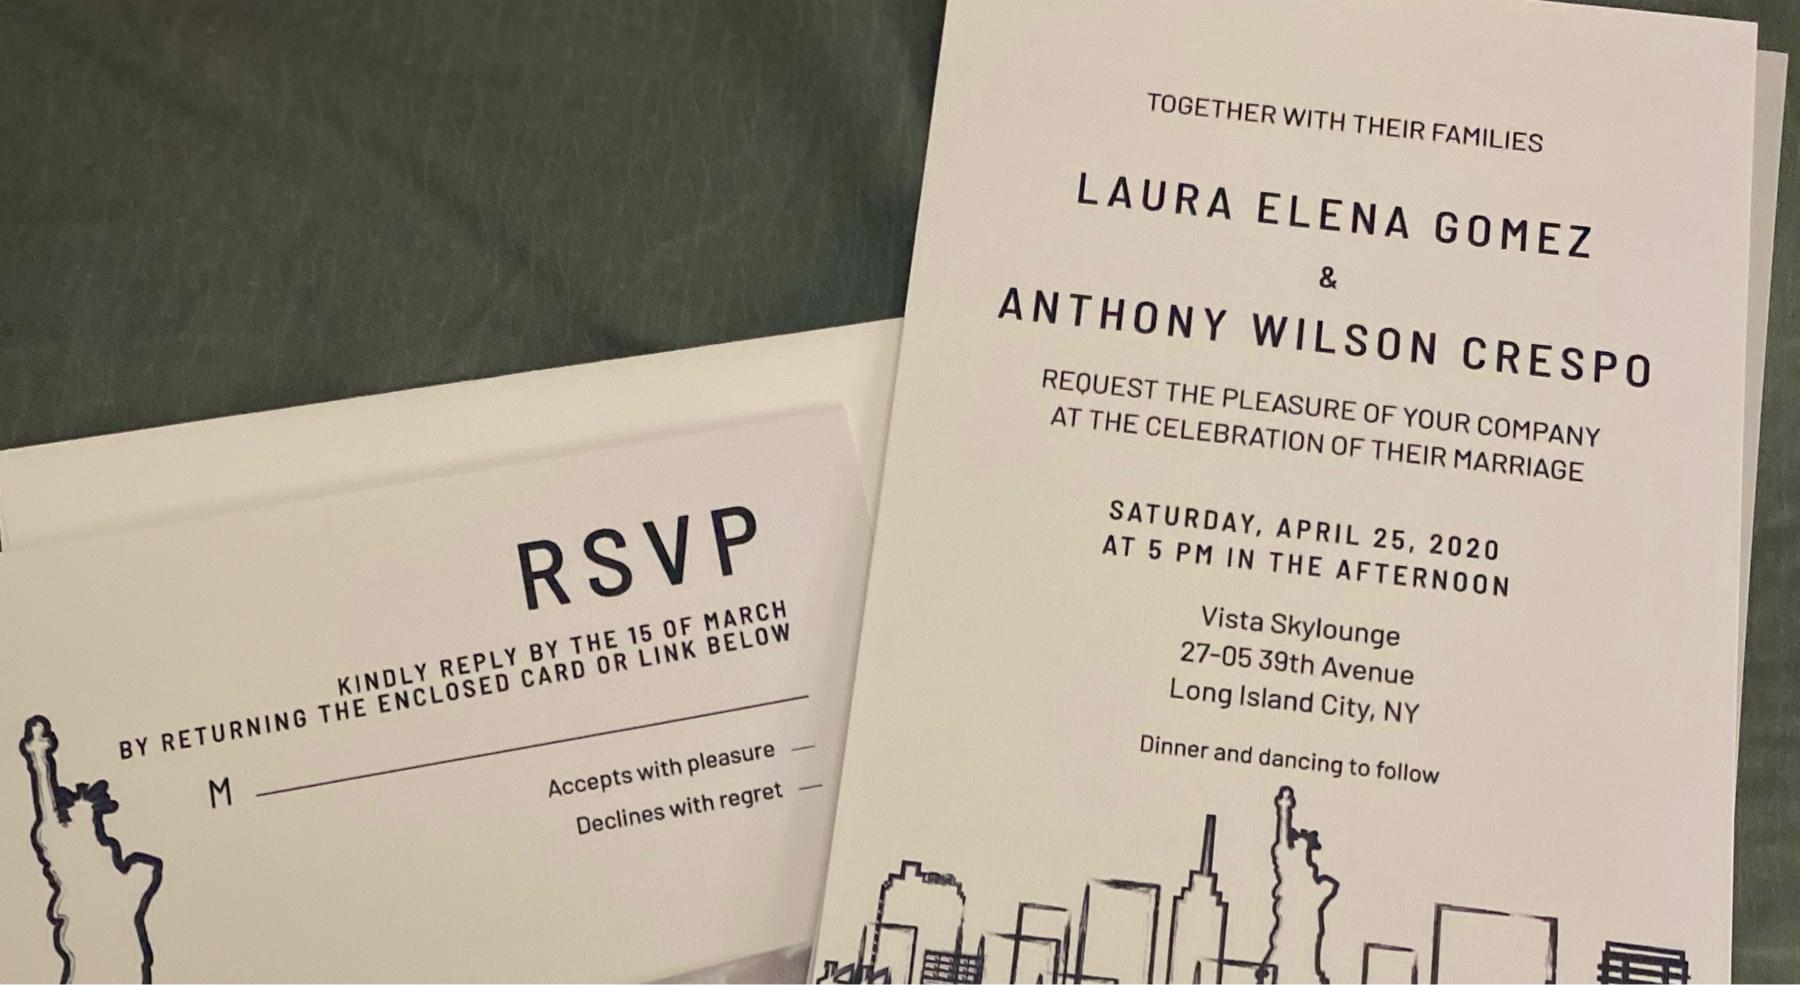 TOGETHER WITH THEIR FAMILIES
LAURA ELENA GOMEZ
&
ANTHONY WILSON CRESPO
REQUEST THE PLEASURE OF YOUR COMPANY
AT THE CELEBRATION OF THEIR MARRIAGE
SATURDAY, APRIL 25, 2020
AT 5 PM IN THE AFTERNOON
Vista Skylounge
27-05 39th Avenue
Long Island City, NY
Dinner and dancing to follow
RSVP
KINDLY REPLY BY THE 15 OF MARCH
BY RETURNING THE ENCLOSED CARD OR LINK BELOW
M
Accepts with pleasure —
Declines with regret —